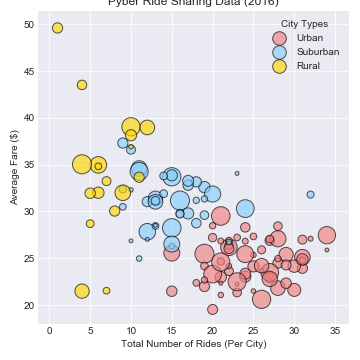 Pyber Ride Sharing Data (2016)
City Types
Urban
Suburban
Rural
Average Fare ($)
50
45
40
35
30
25
20
0 5 10 15 20 25 30 35
Total Number of Rides (Per City)